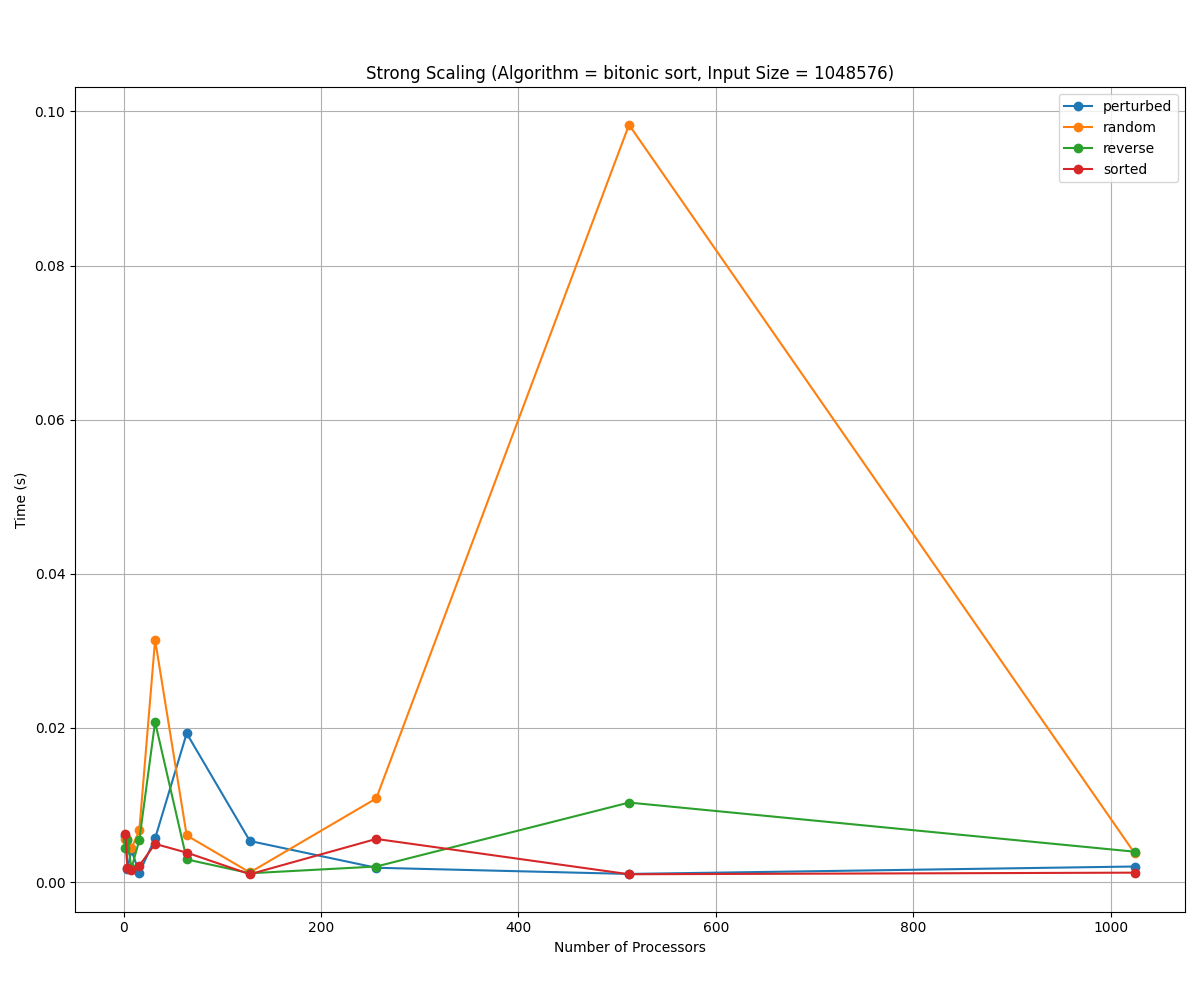 Strong Scaling (Algorithm = bitonic sort, Input Size = 1048576)
perturbed
random
reverse
sorted
0.10
0.08
0.06
0.04
0.02
0.00
Time (s)
0 200 400 600 800 1000
Number of Processors